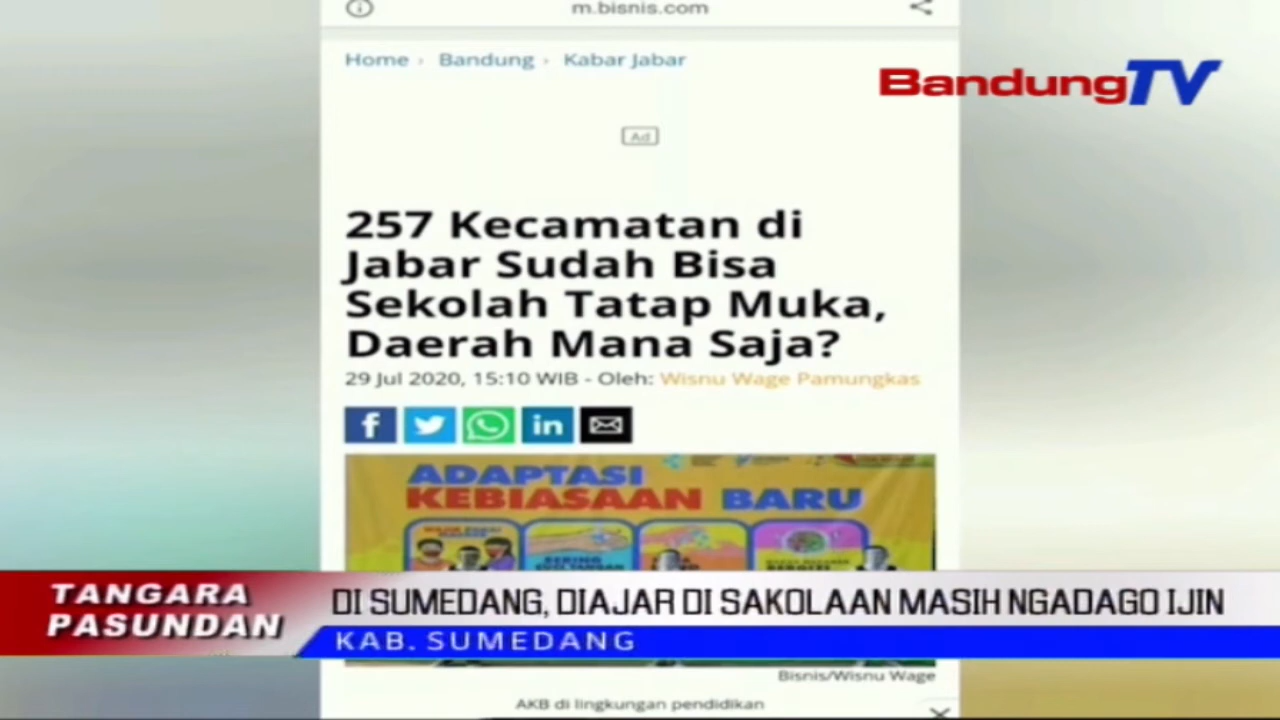 m.bisnis.com
Home › Bandung › Kabar Jabar
BandungTV
Ad
257 Kecamatan di
Jabar Sudah Bisa
Sekolah Tatap Muka,
Daerah Mana Saja?
29 Jul 2020, 15:10 WIB - Oleh: Wisnu Wage Pamungkas
ADAPTASI
KEBIASAAN BARU
TANGARA
PASUNDAN
DI SUMEDANG, DIAJAR DI SAKOLAAN MASIH NGADAGO IJIN
KAB. SUMEDANG
Bisnis/Wisnu Wage
AKB di lingkungan pendidikan